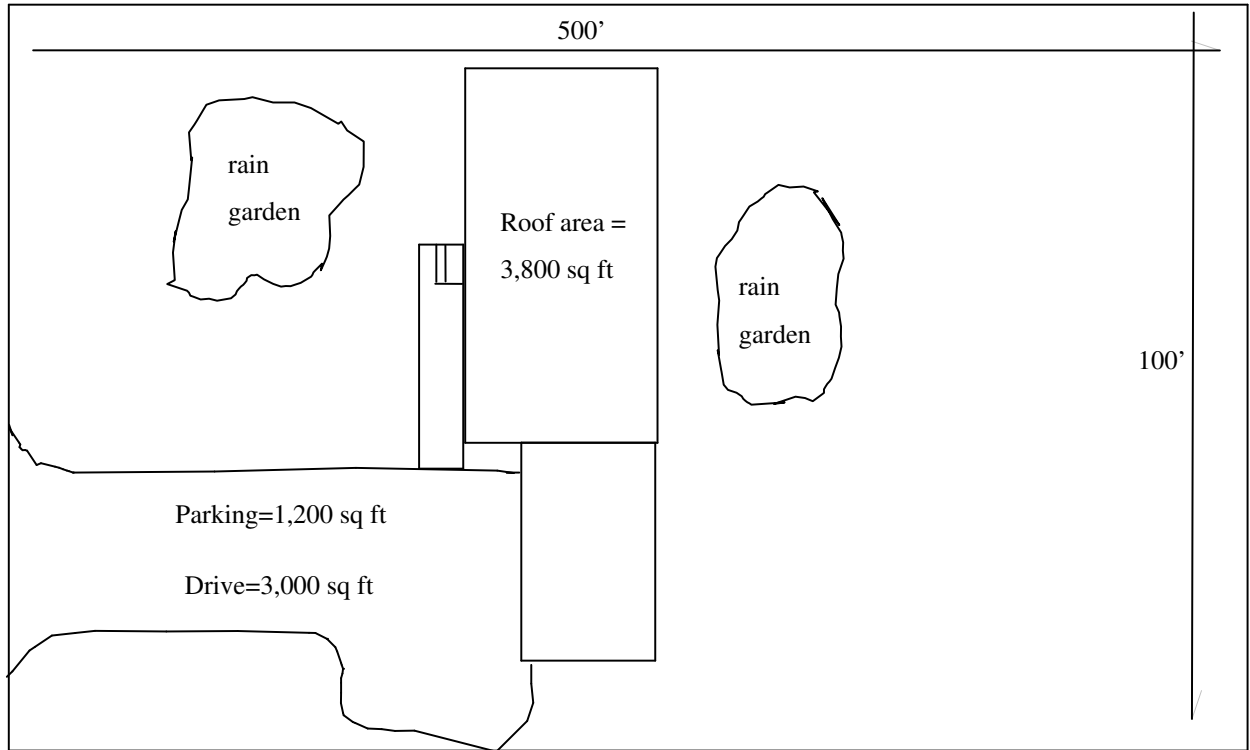 500’
rain
garden
Roof area =
3,800 sq ft
rain
garden
100’
Parking=1,200 sq ft
Drive=3,000 sq ft